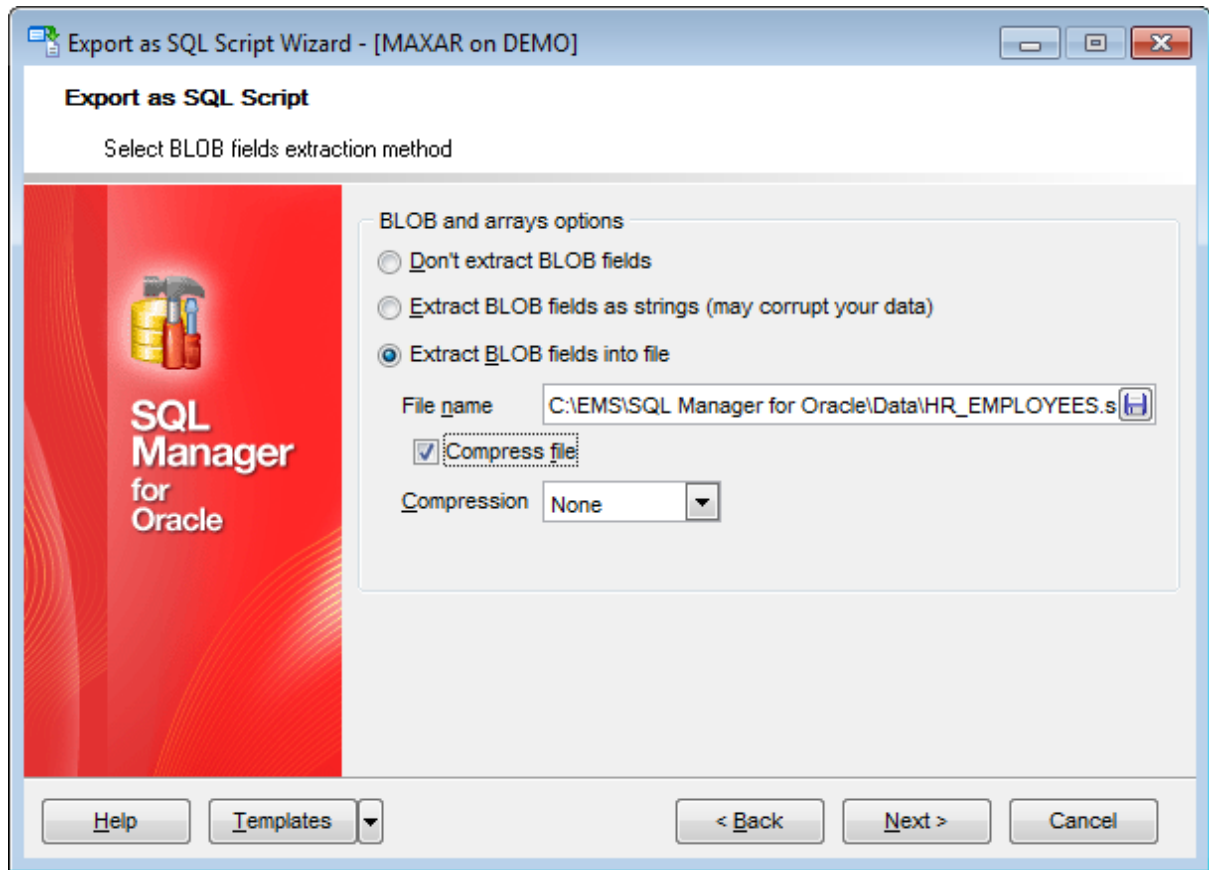 Export as SQL Script Wizard - [MAXAR on DEMO]
Export as SQL Script
Select BLOB fields extraction method
SQL
Manager
for
Oracle
BLOB and arrays options
Don't extract BLOB fields
Extract BLOB fields as strings (may corrupt your data)
Extract BLOB fields into file
File name C:\EMS\SQL Manager for Oracle\Data\HR_EMPLOYEES.s
Compress file
Compression None
Help Templates < Back Next > Cancel